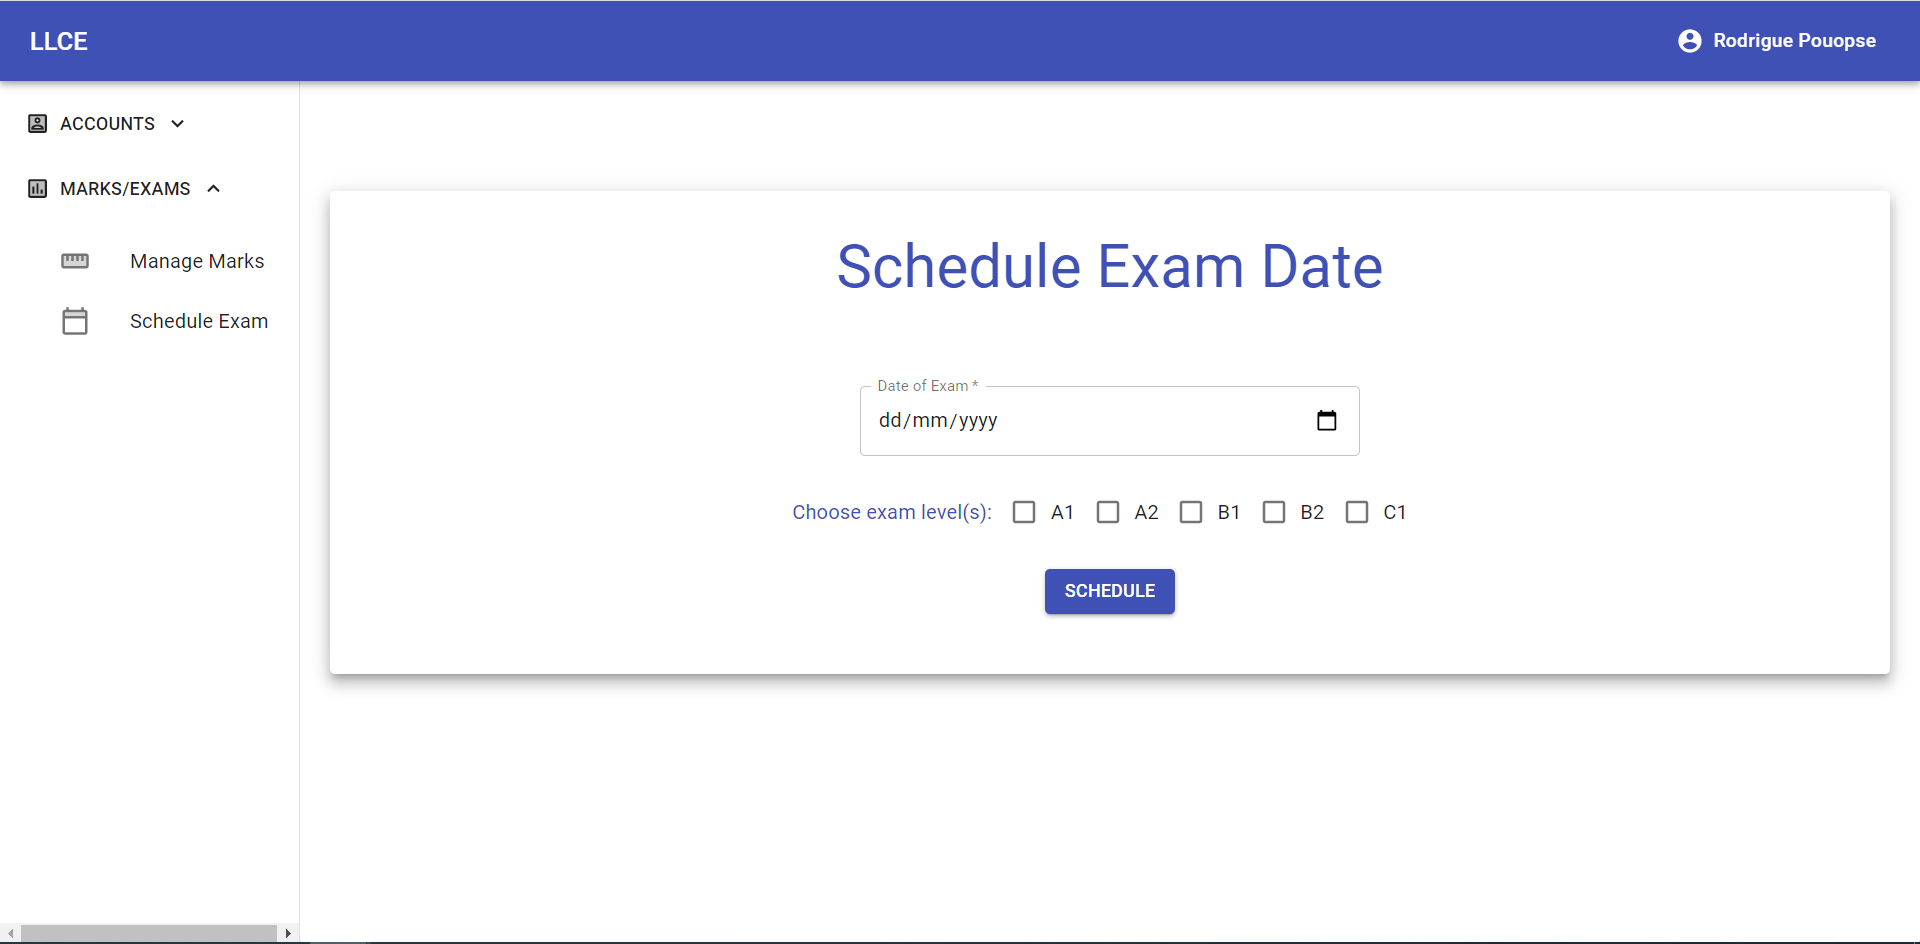 LLCE
Rodrigue Pouopse
ACCOUNTS
MARKS/EXAMS
Manage Marks
Schedule Exam
Schedule Exam Date
Date of Exam *
dd/mm/yyyy
Choose exam level(s): A1 A2 B1 B2 C1
SCHEDULE